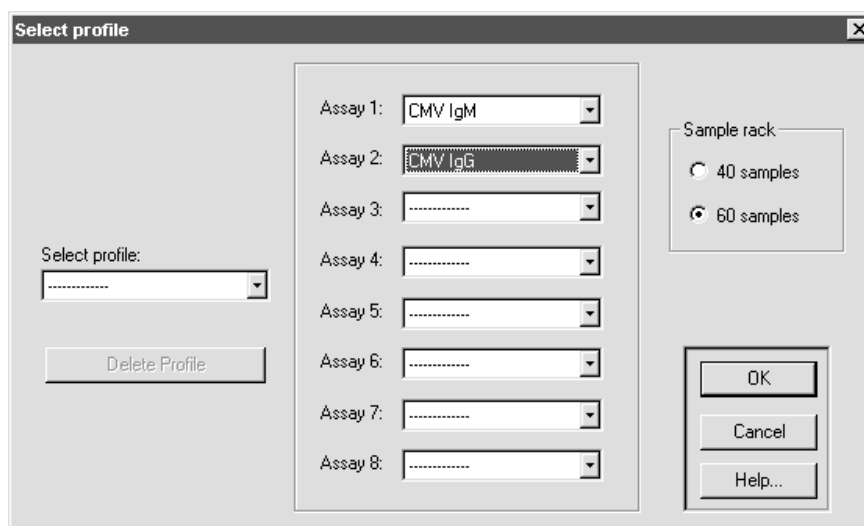 Select profile
Select profile:
-------------
Delete Profile
Assay 1: CMV IgM
Assay 2: CMV IgG
Assay 3: -------------
Assay 4: -------------
Assay 5: -------------
Assay 6: -------------
Assay 7: -------------
Assay 8: -------------
Sample rack
40 samples
60 samples
OK
Cancel
Help...